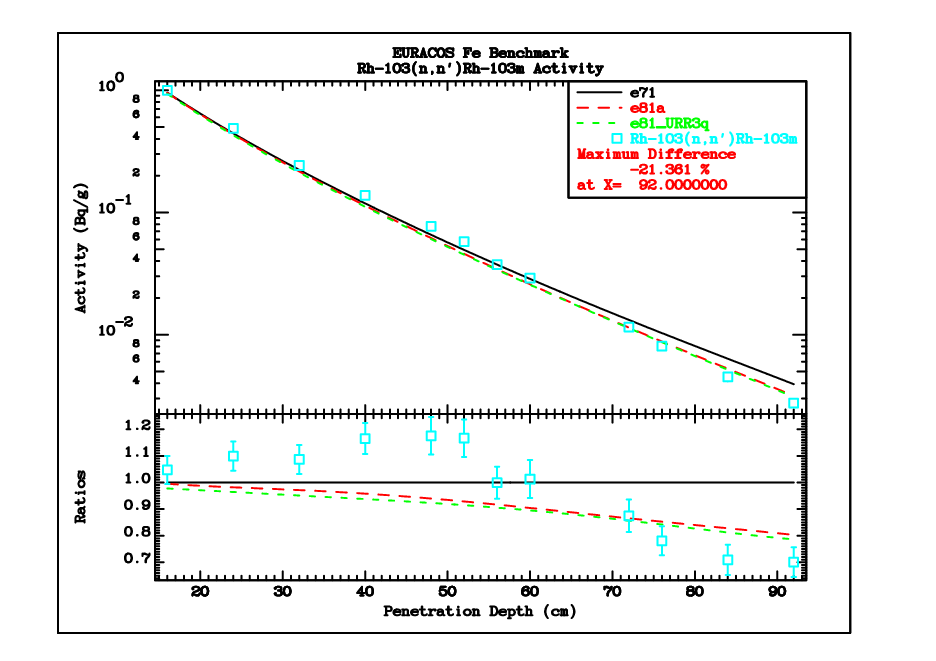 EURACOS Fe Benchmark
Rh-103(n,n')Rh-103m Activity
e71
e81a
e81_URR3q
Rh-103(n,n')Rh-103m
Maximum Difference
-21.361 %
at X= 92.0000000
Activity (Bq/g)
10^0
8
6
4
2
10^-1
8
6
4
2
10^-2
8
6
4
Ratios
1.2
1.1
1.0
0.9
0.8
0.7
20 30 40 50 60 70 80 90
Penetration Depth (cm)